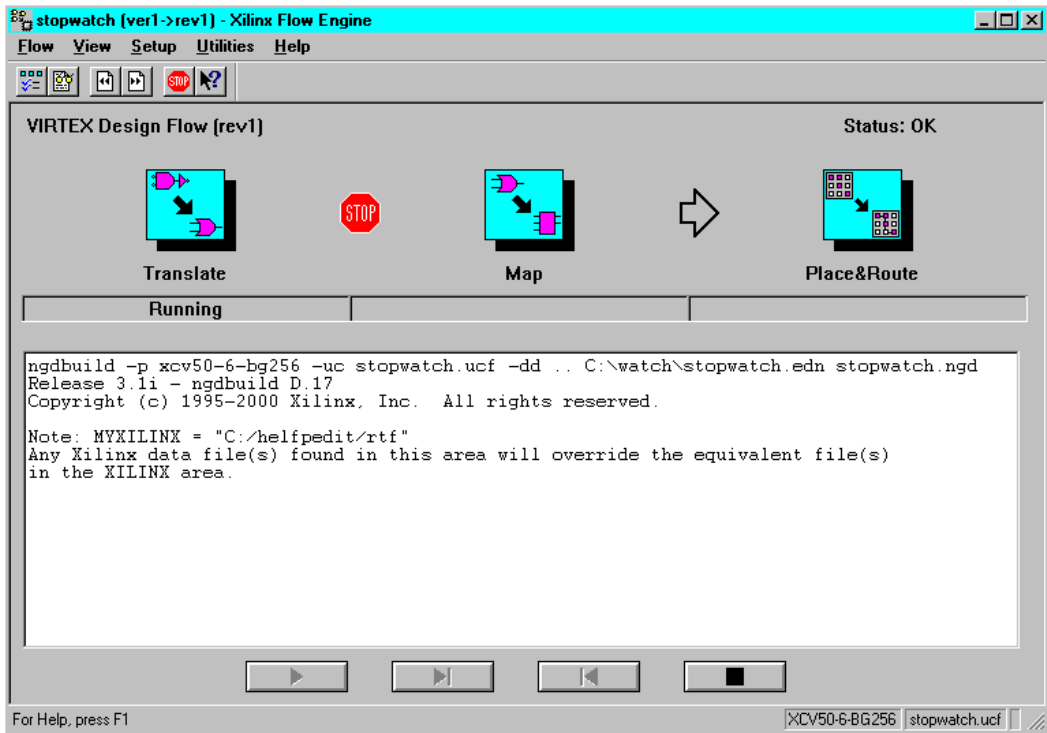 stopwatch (ver1->rev1) - Xilinx Flow Engine
Flow View Setup Utilities Help
STOP
VIRTEX Design Flow (rev1) Status: OK
STOP
Translate Map Place&Route
Running
ngdbuild -p xcv50-6-bg256 -uc stopwatch.ucf -dd .. C:\watch\stopwatch.edn stopwatch.ngd
Release 3.1i - ngdbuild D.17
Copyright (c) 1995-2000 Xilinx, Inc. All rights reserved.
Note: MYXILINX = "C:/helfpedit/rtf"
Any Xilinx data file(s) found in this area will override the equivalent file(s)
in the XILINX area.
For Help, press F1 XCV50-6-BG256 stopwatch.ucf